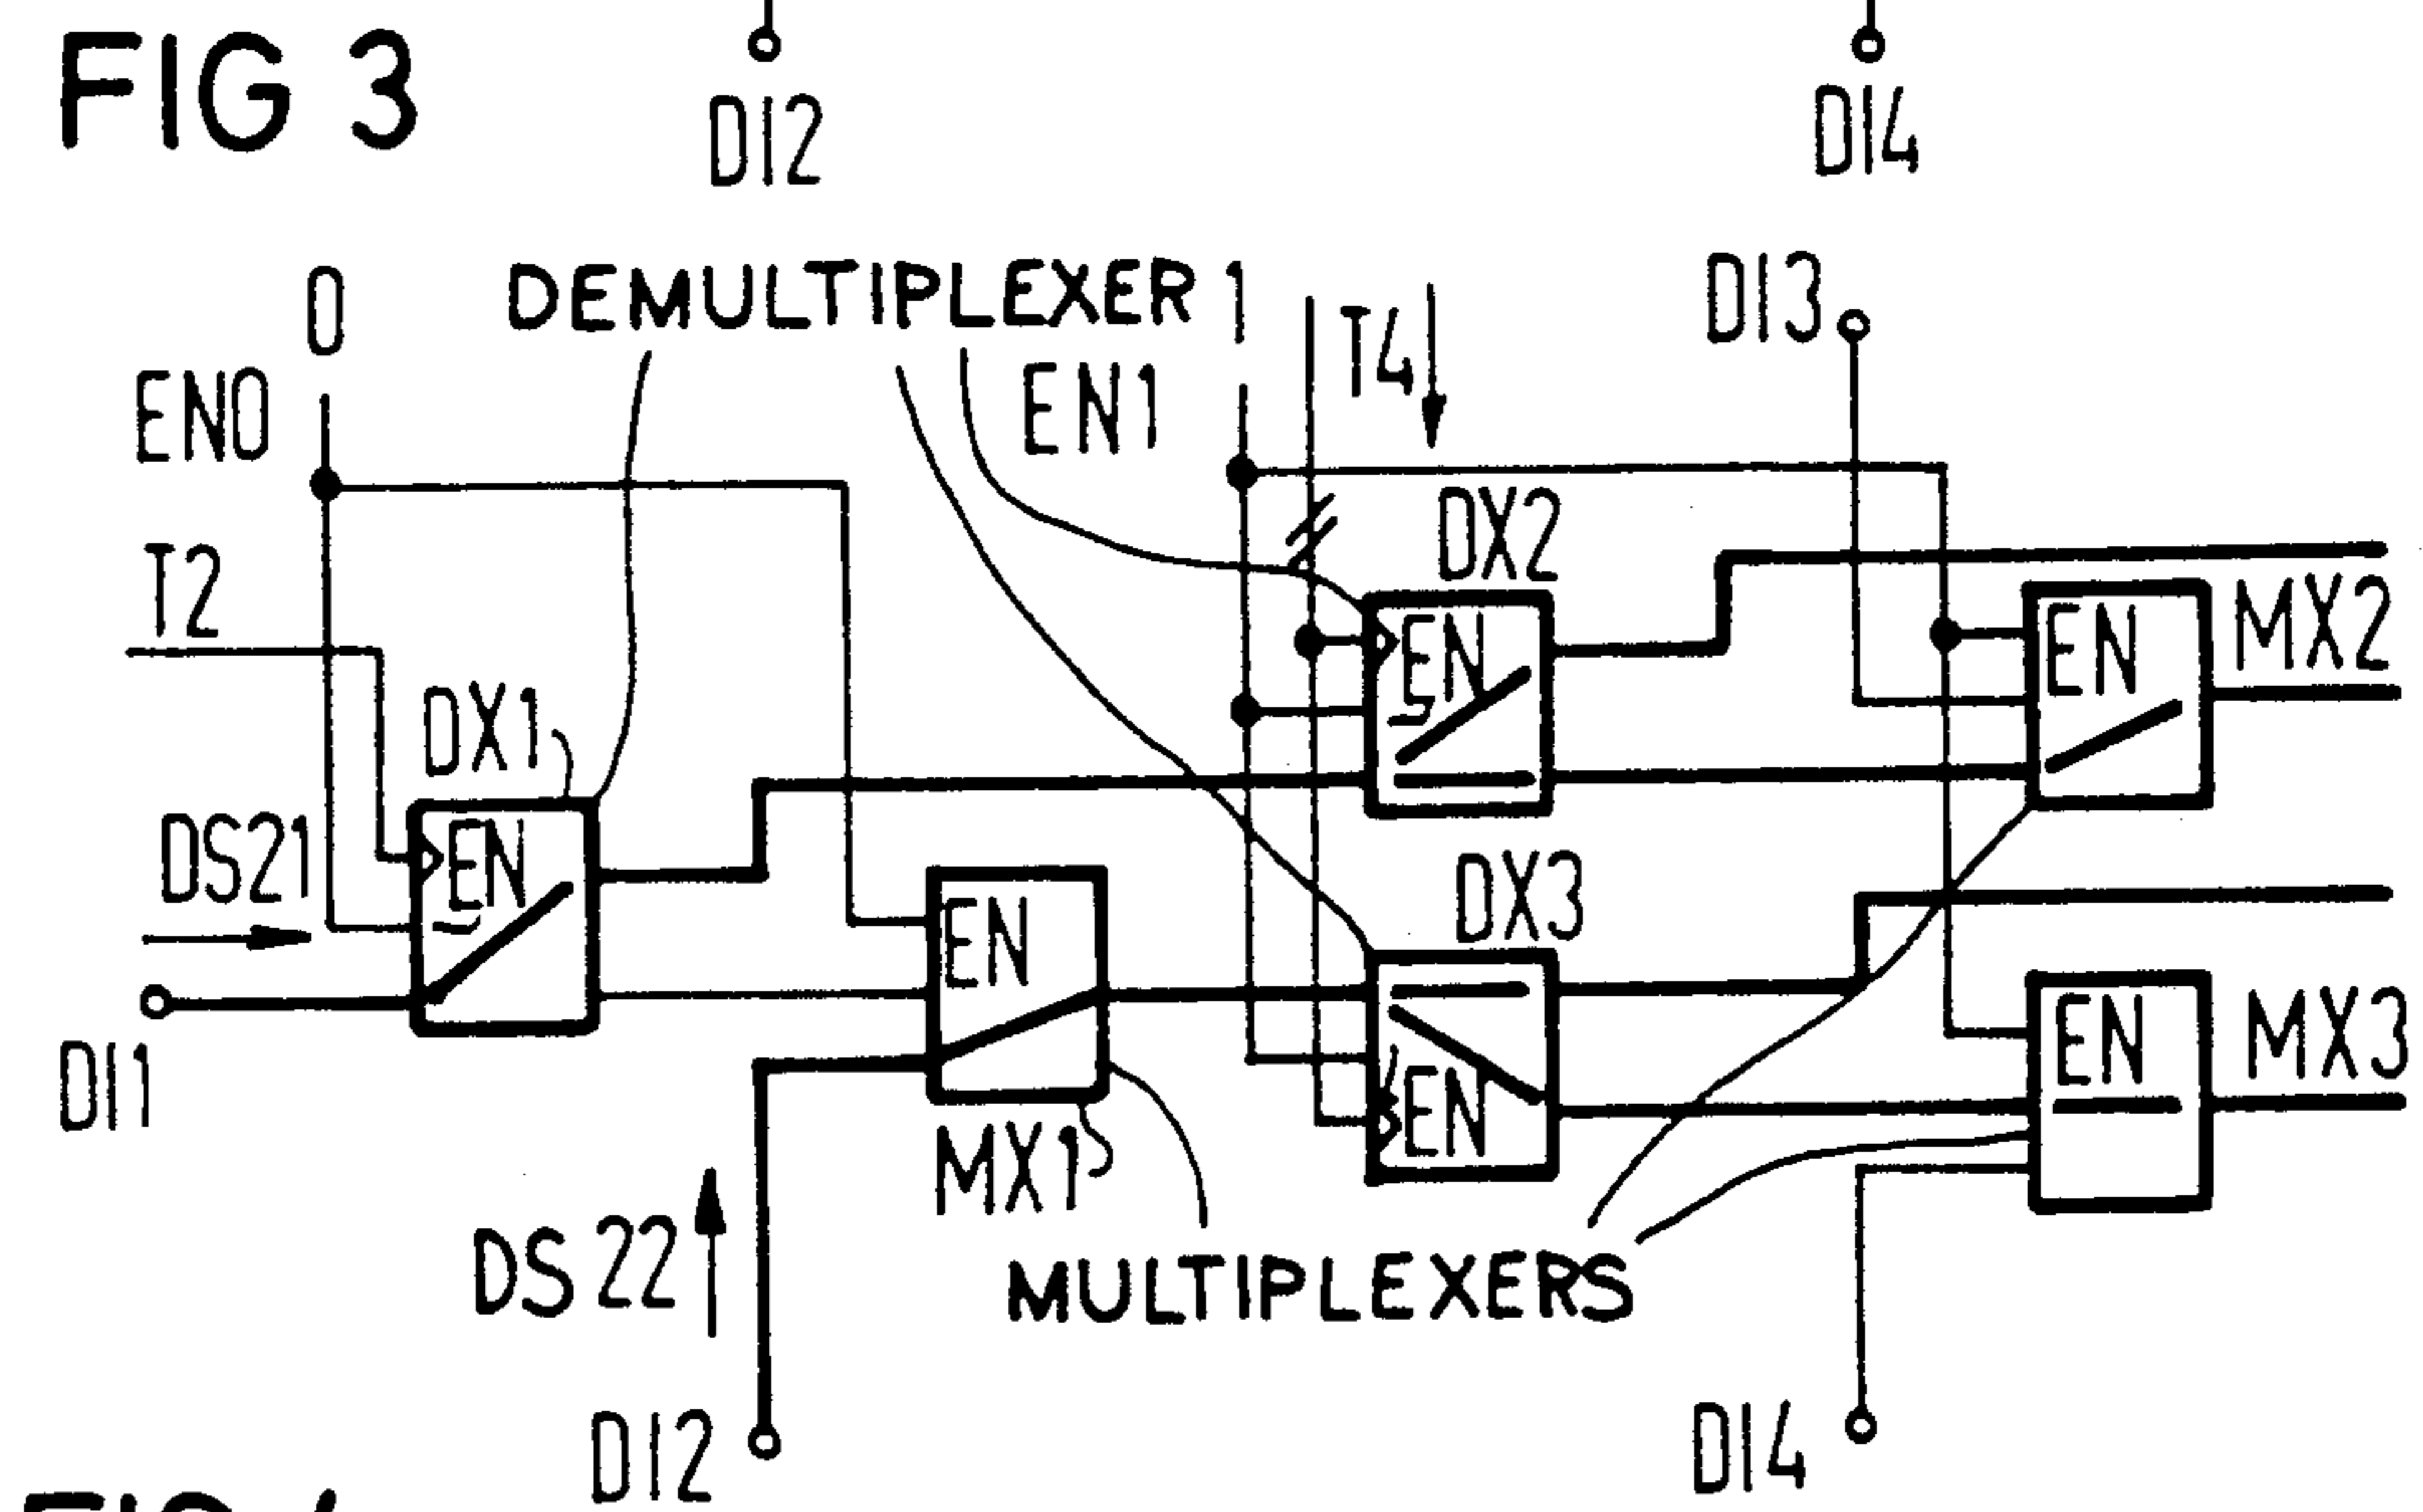 FIG 3
DI2
DI4
0
DEMULTIPLEXER 1
DI3
EN0
EN1
T4
T2
DX2
EN
EN
MX2
DX1
DS21
EN
EN
DX3
DI1
EN
EN
MX3
MX1
DS 22
MULTIPLEXERS
DI2
DI4